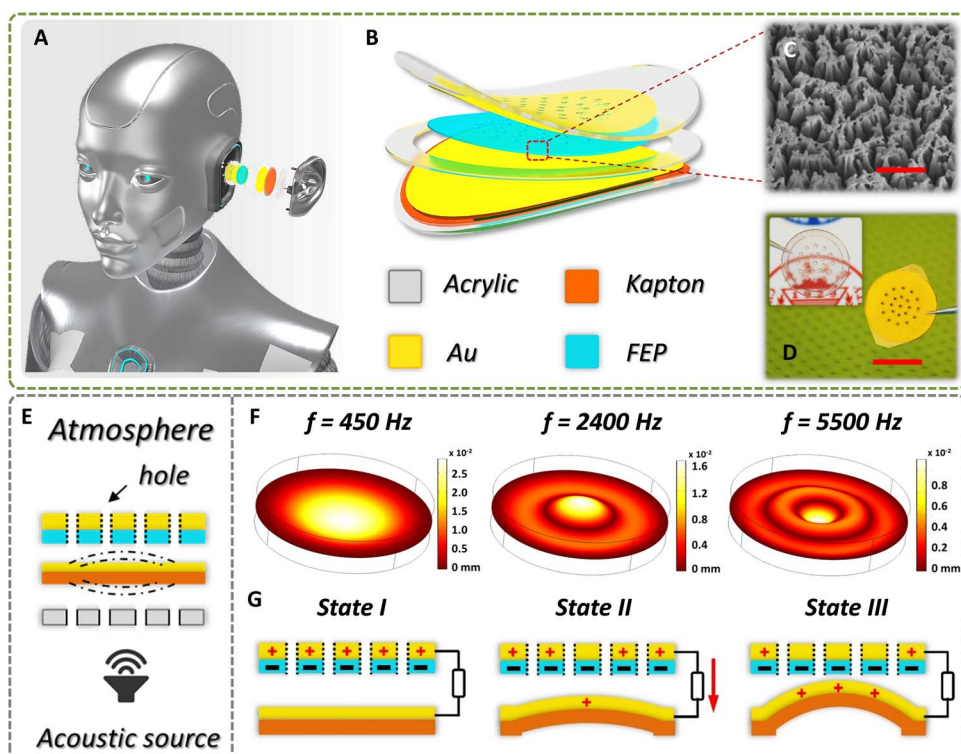 A
B
C
Acrylic
Kapton
Au
FEP
D
E
Atmosphere
hole
Acoustic source
F
f = 450 Hz
f = 2400 Hz
f = 5500 Hz
x 10⁻²
2.5
2.0
1.5
1.0
0.5
0 mm
x 10⁻²
1.6
1.2
0.8
0.4
0 mm
x 10⁻²
0.8
0.6
0.4
0.2
0 mm
G
State I
State II
State III
+ + + + +
- - - - -
+ + + + +
- - - - -
+
+ +
- - - - -
+ + +